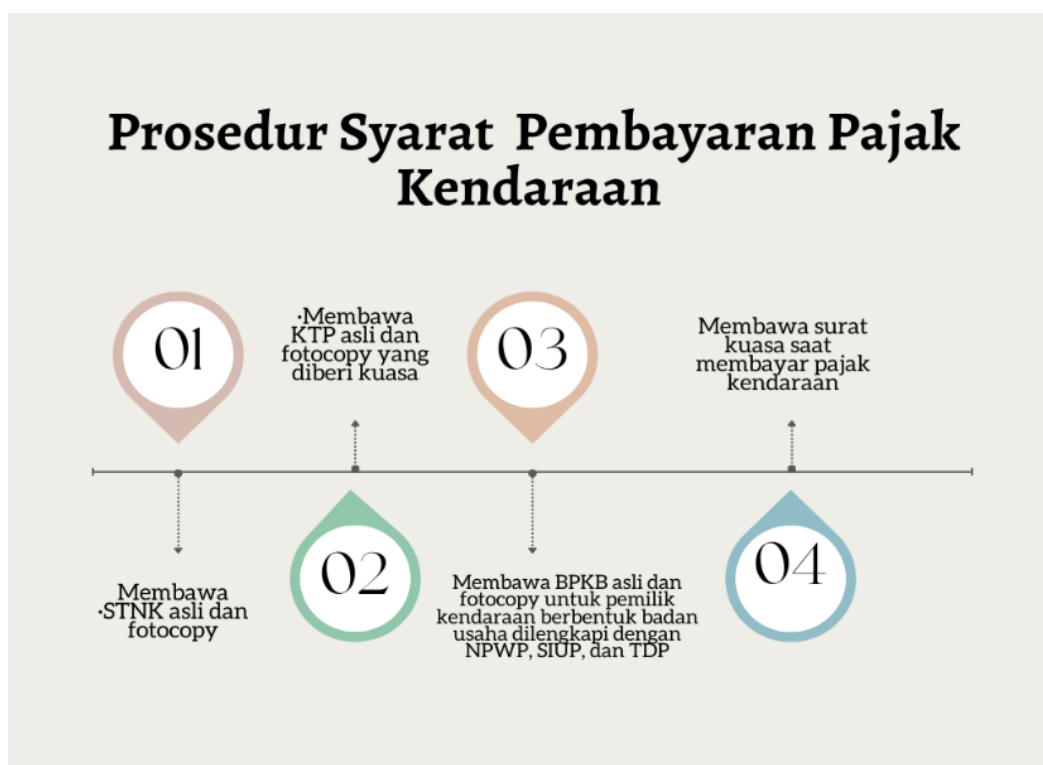 Prosedur Syarat Pembayaran Pajak
Kendaraan
01
Membawa
•STNK asli dan
fotocopy
•Membawa
KTP asli dan
fotocopy yang
diberi kuasa
02
03
Membawa BPKB asli dan
fotocopy untuk pemilik
kendaraan berbentuk badan
usaha dilengkapi dengan
NPWP, SIUP, dan TDP
Membawa surat
kuasa saat
membayar pajak
kendaraan
04